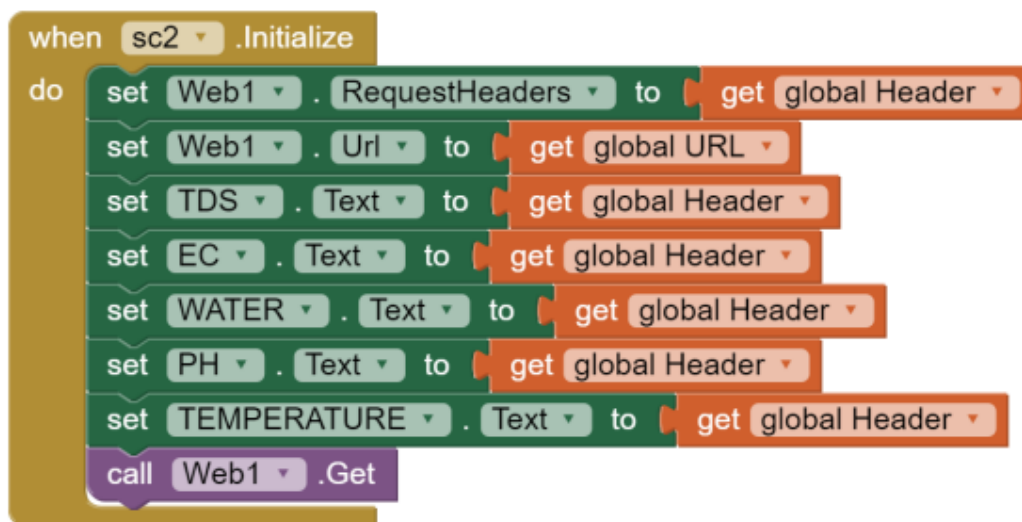 when sc2 .Initialize
do set Web1 . RequestHeaders to get global Header
set Web1 . Url to get global URL
set TDS . Text to get global Header
set EC . Text to get global Header
set WATER . Text to get global Header
set PH . Text to get global Header
set TEMPERATURE . Text to get global Header
call Web1 .Get